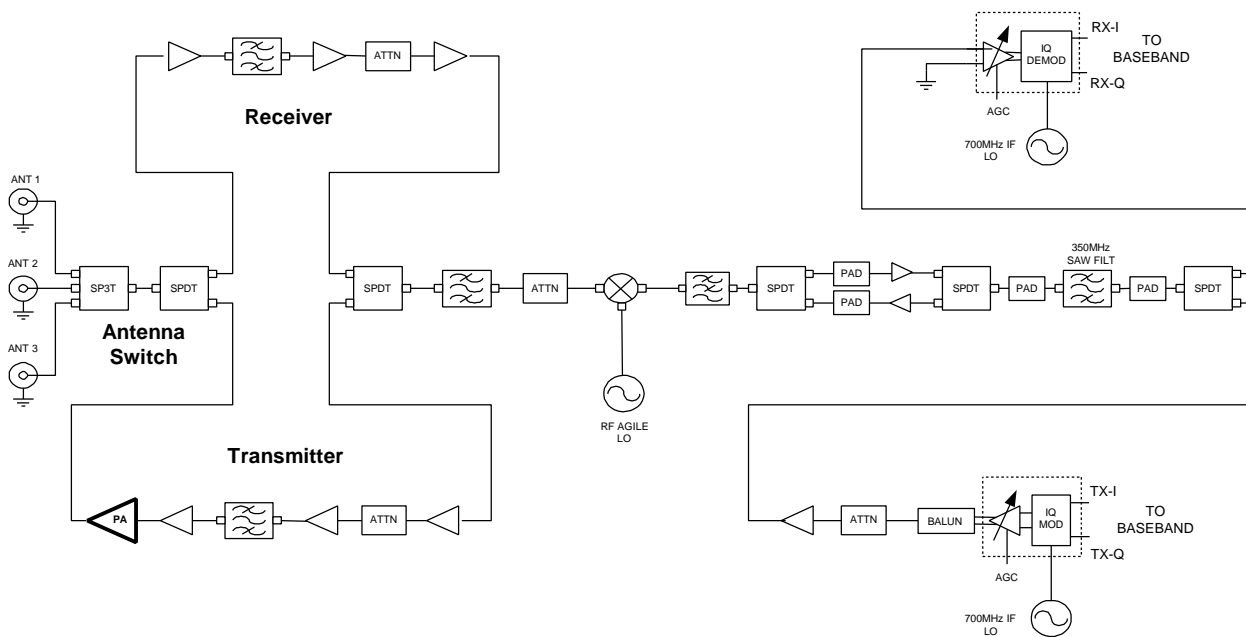 ATTN
Receiver
ANT 1
ANT 2
ANT 3
SP3T
SPDT
Antenna
Switch
SPDT
ATTN
RF AGILE
LO
SPDT
PAD
PAD
SPDT
PAD
350MHz
SAW FILT
PAD
SPDT
IQ
DEMOD
RX-I
RX-Q
TO
BASEBAND
AGC
700MHz IF
LO
Transmitter
PA
ATTN
ATTN
BALUN
IQ
MOD
TX-I
TX-Q
TO
BASEBAND
AGC
700MHz IF
LO